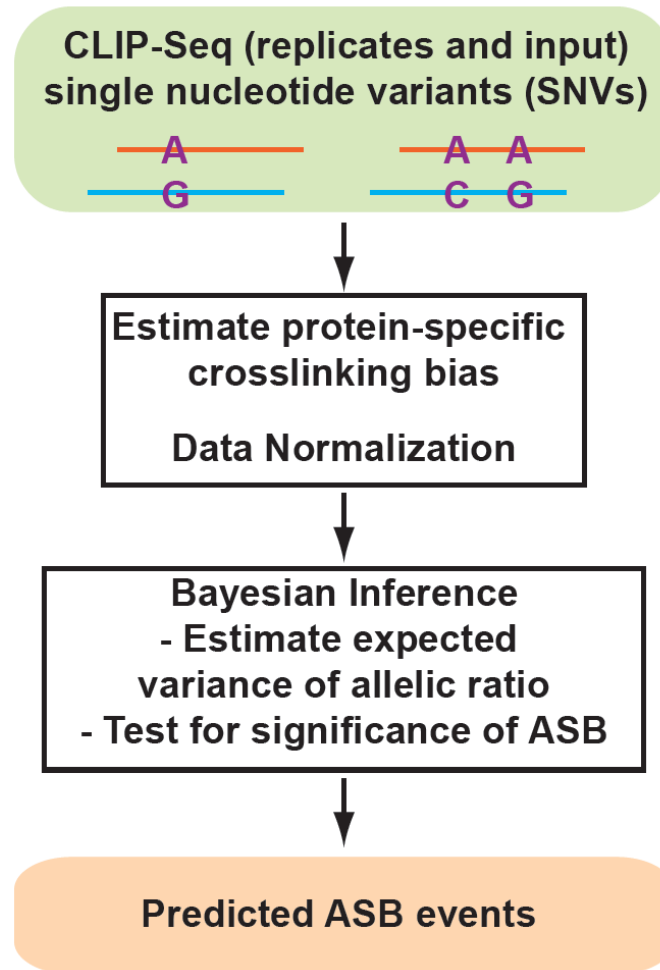 CLIP-Seq (replicates and input)
single nucleotide variants (SNVs)
A A A
G C G
Estimate protein-specific
crosslinking bias
Data Normalization
Bayesian Inference
- Estimate expected
variance of allelic ratio
- Test for significance of ASB
Predicted ASB events